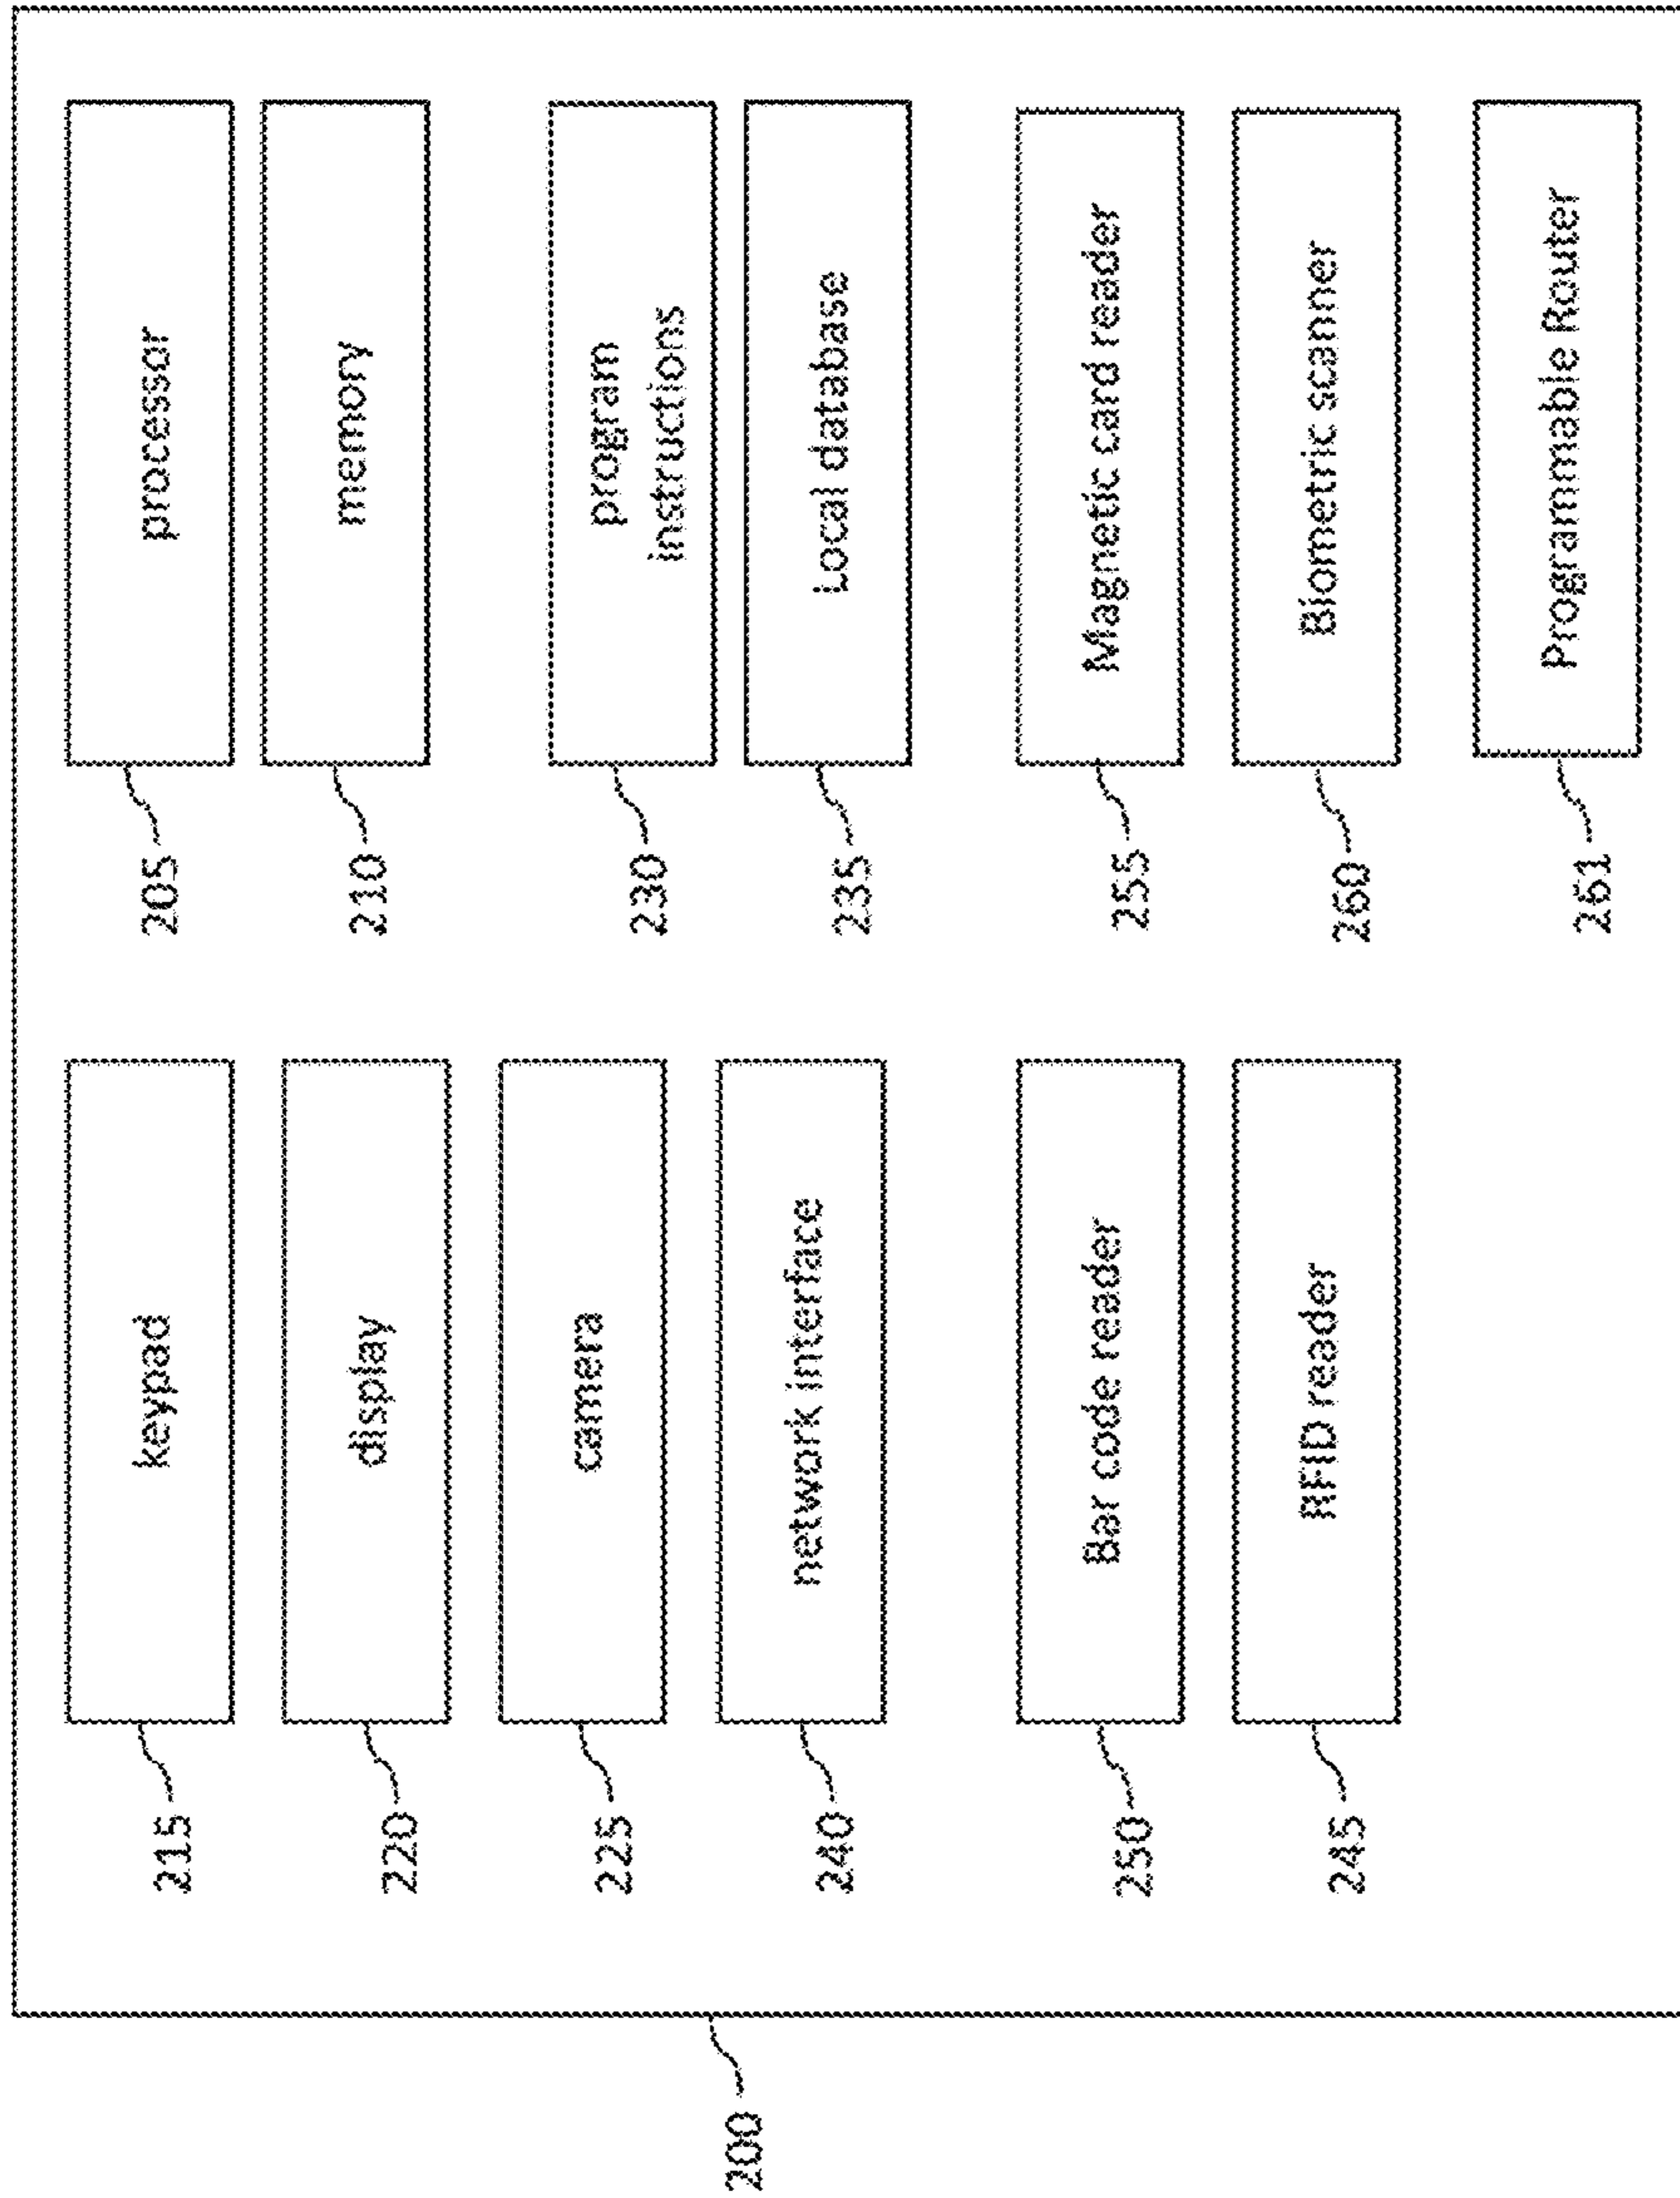 200
215
keypad
205
processor
220
display
210
memory
225
camera
230
program
instructions
240
network interface
235
Local database
250
Bar code reader
255
Magnetic card reader
245
RFID reader
260
Biometric scanner
261
Programmable Router